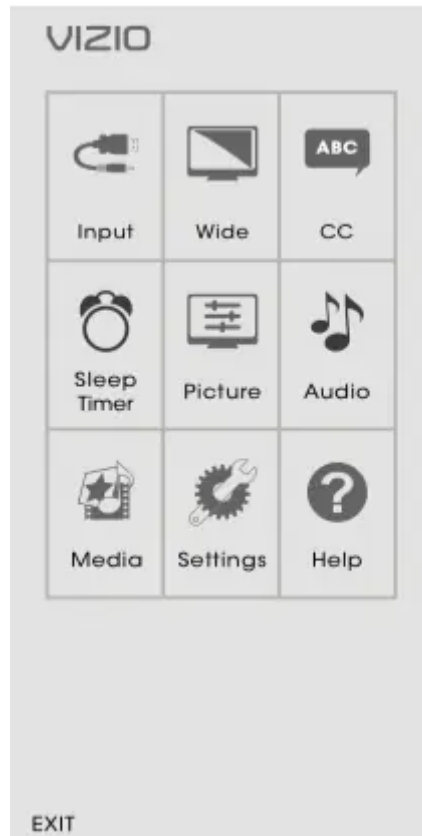 VIZIO
Input Wide CC
ABC
Sleep Timer Picture Audio
Media Settings Help
EXIT